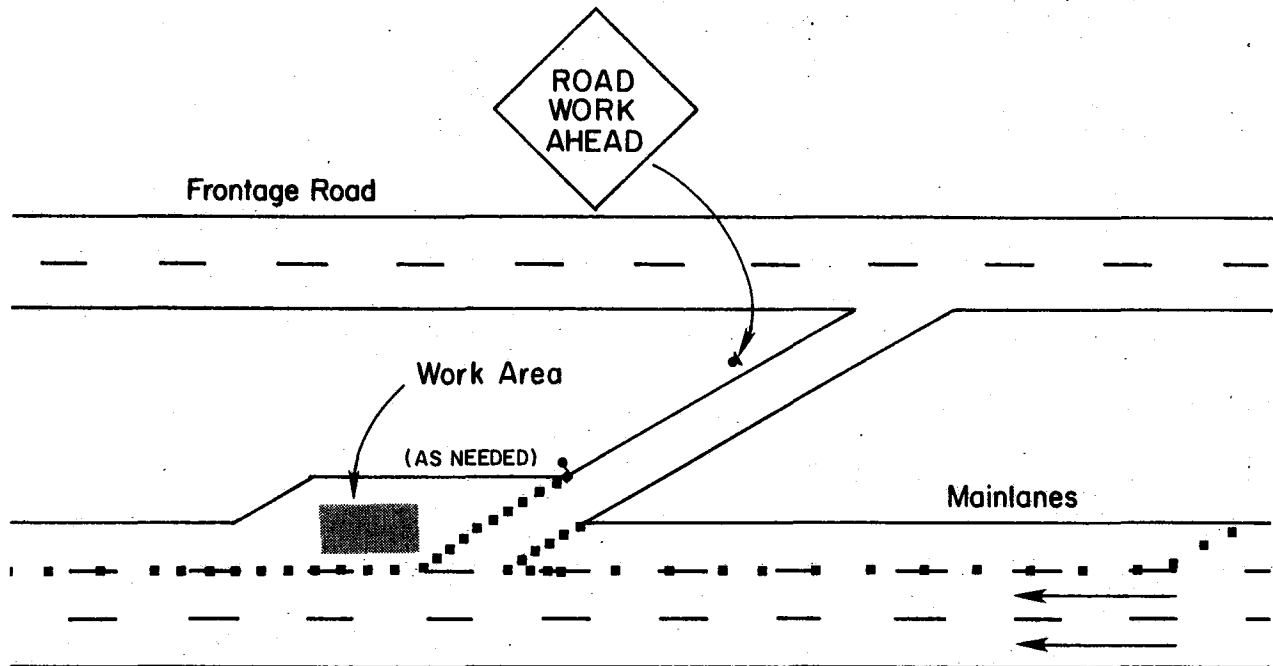 ROAD
WORK
AHEAD
Frontage Road
Work Area
(AS NEEDED)
Mainlanes